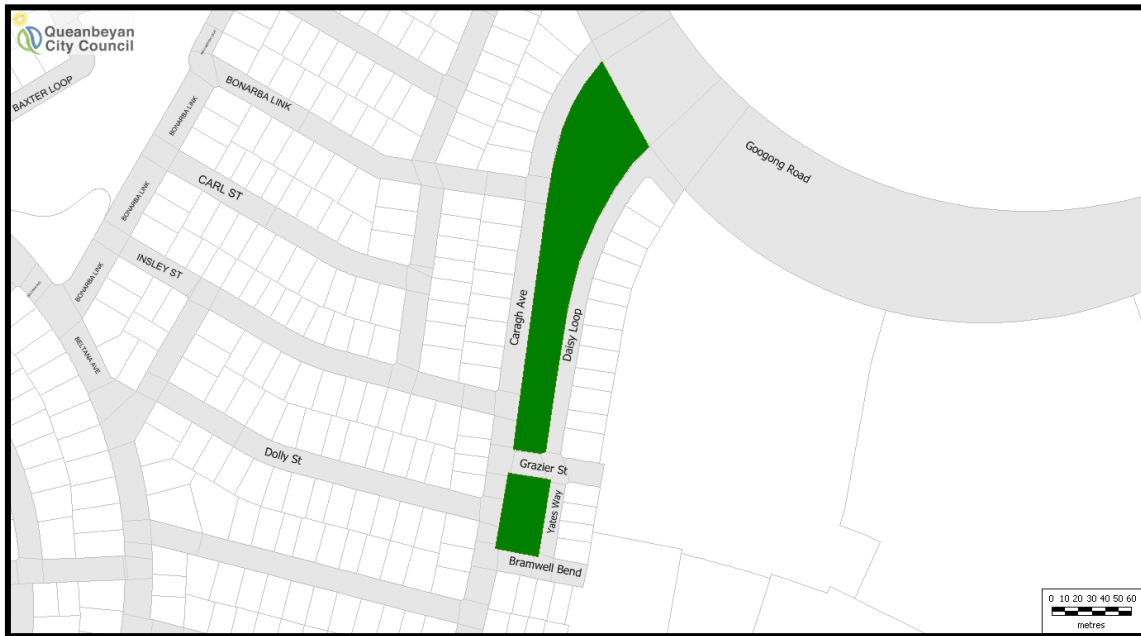 Queanbeyan
City Council
BAXTER LOOP
BONARBA LINK
BONARBA LINK
CARL ST
BONARBA LINK
INSLEY ST
BONARBA LINK
BELTANA AVE
Googong Road
Caragh Ave
Daisy Loop
Dolly St
Grazier St
Yates Way
Bramwell Bend
0 10 20 30 40 50 60
metres